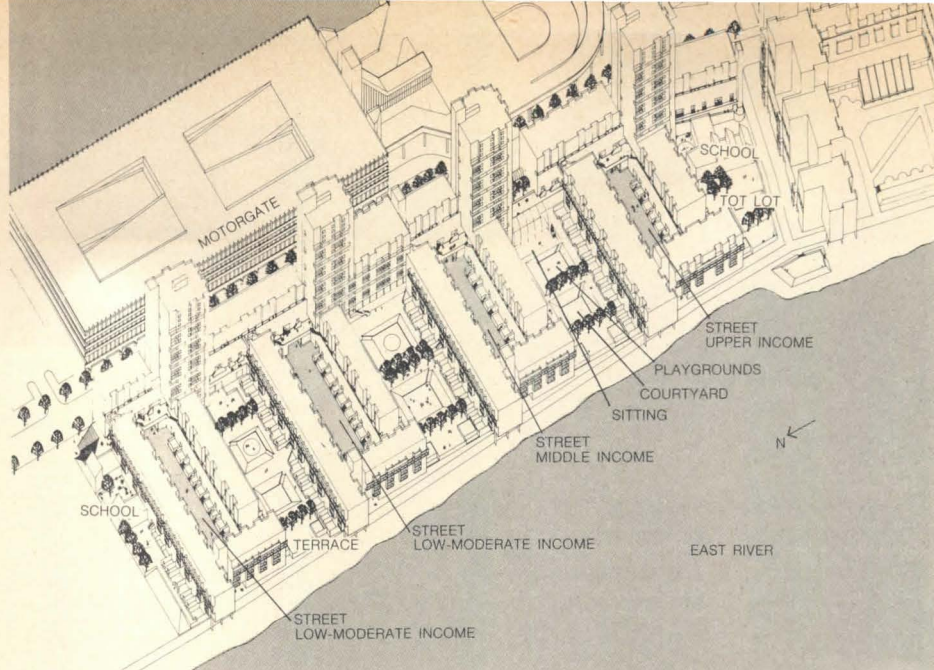 MOTORGATE
SCHOOL
TOT LOT
STREET
UPPER INCOME
PLAYGROUNDS
COURTYARD
SITTING
STREET
MIDDLE INCOME
N
SCHOOL
TERRACE
STREET
LOW-MODERATE INCOME
EAST RIVER
STREET
LOW-MODERATE INCOME